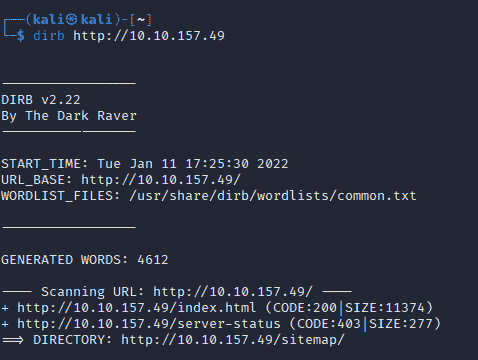 ┌──(kali㉿kali)-[~]
└─$ dirb http://10.10.157.49
-----------------
DIRB v2.22
By The Dark Raver
-----------------
START_TIME: Tue Jan 11 17:25:30 2022
URL_BASE: http://10.10.157.49/
WORDLIST_FILES: /usr/share/dirb/wordlists/common.txt
-----------------
GENERATED WORDS: 4612
---- Scanning URL: http://10.10.157.49/ ----
+ http://10.10.157.49/index.html (CODE:200|SIZE:11374)
+ http://10.10.157.49/server-status (CODE:403|SIZE:277)
==> DIRECTORY: http://10.10.157.49/sitemap/